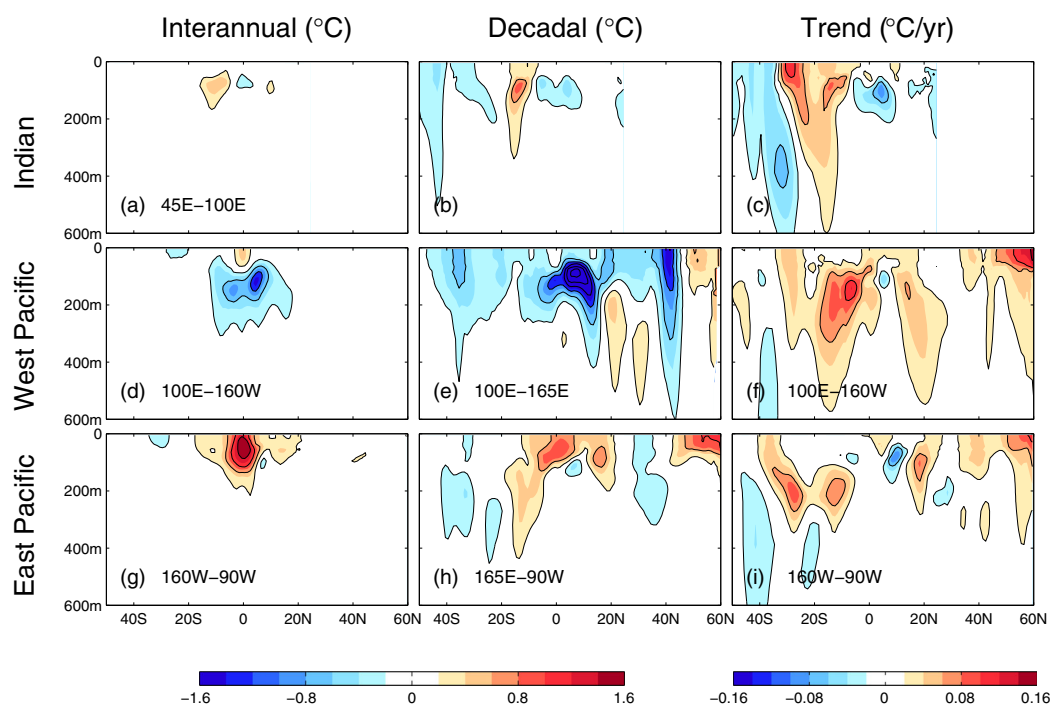 Interannual (°C) Decadal (°C) Trend (°C/yr)
Indian
0
200m
400m
600m
(a) 45E−100E
(b)
(c)
West Pacific
0
200m
400m
600m
(d) 100E−160W
(e) 100E−165E
(f) 100E−160W
East Pacific
0
200m
400m
600m
(g) 160W−90W
(h) 165E−90W
(i) 160W−90W
40S 20S 0 20N 40N 60N
40S 20S 0 20N 40N 60N
40S 20S 0 20N 40N 60N
−1.6 −0.8 0 0.8 1.6
−0.16 −0.08 0 0.08 0.16